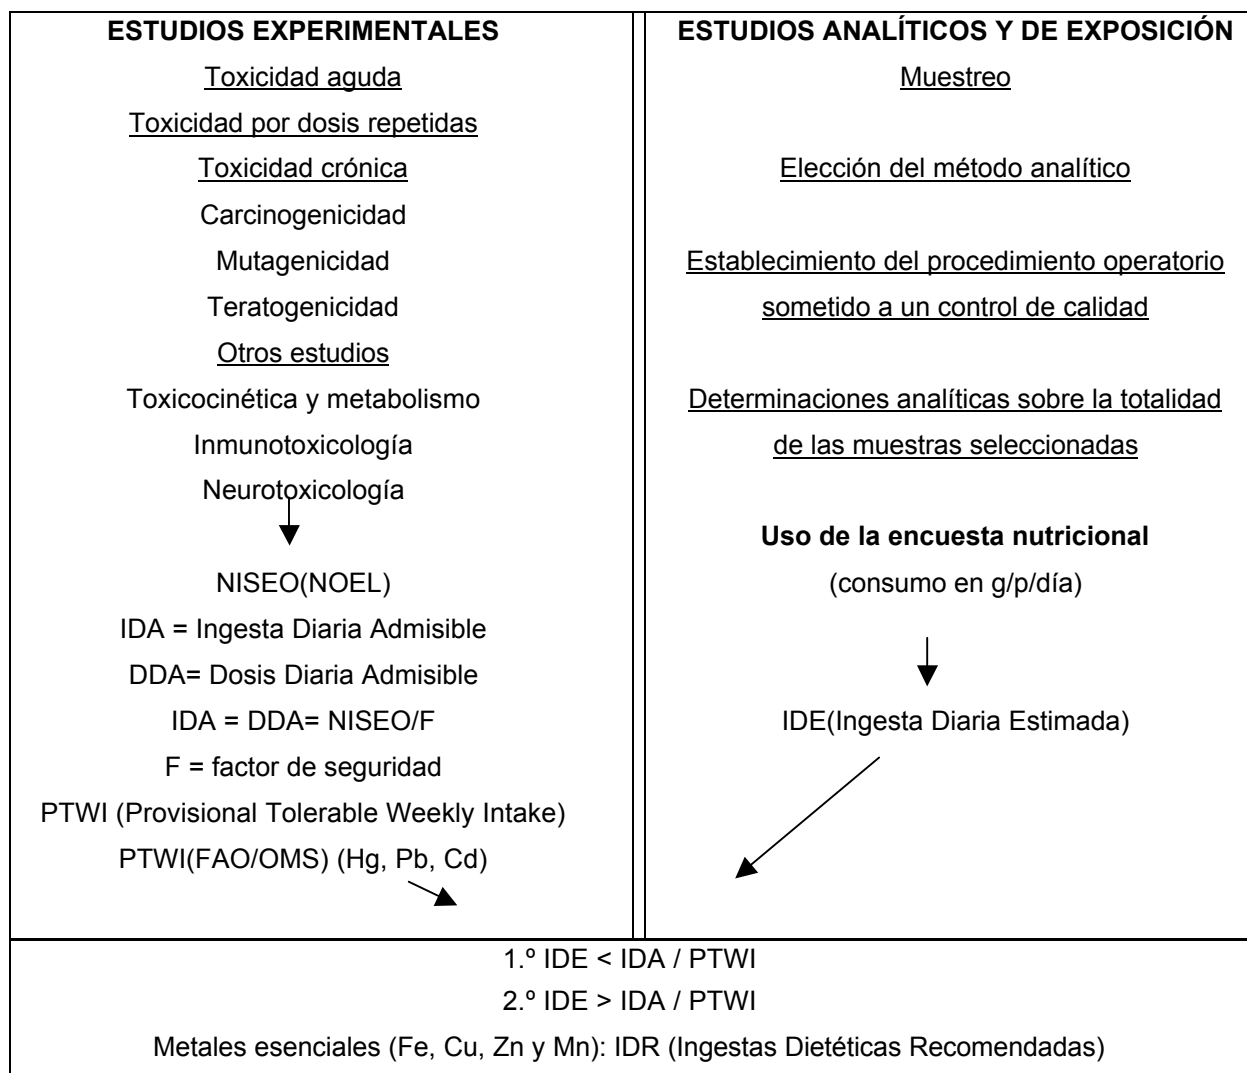 ESTUDIOS EXPERIMENTALES
Toxicidad aguda
Toxicidad por dosis repetidas
Toxicidad crónica
Carcinogenicidad
Mutagenicidad
Teratogenicidad
Otros estudios
Toxicocinética y metabolismo
Inmunotoxicología
Neurotoxicología
NISEO(NOEL)
IDA = Ingesta Diaria Admisible
DDA= Dosis Diaria Admisible
IDA = DDA= NISEO/F
F = factor de seguridad
PTWI (Provisional Tolerable Weekly Intake)
PTWI(FAO/OMS) (Hg, Pb, Cd)
ESTUDIOS ANALÍTICOS Y DE EXPOSICIÓN
Muestreo
Elección del método analítico
Establecimiento del procedimiento operatorio
sometido a un control de calidad
Determinaciones analíticas sobre la totalidad
de las muestras seleccionadas
Uso de la encuesta nutricional
(consumo en g/p/día)
IDE(Ingesta Diaria Estimada)
1.º IDE < IDA / PTWI
2.º IDE > IDA / PTWI
Metales esenciales (Fe, Cu, Zn y Mn): IDR (Ingestas Dietéticas Recomendadas)